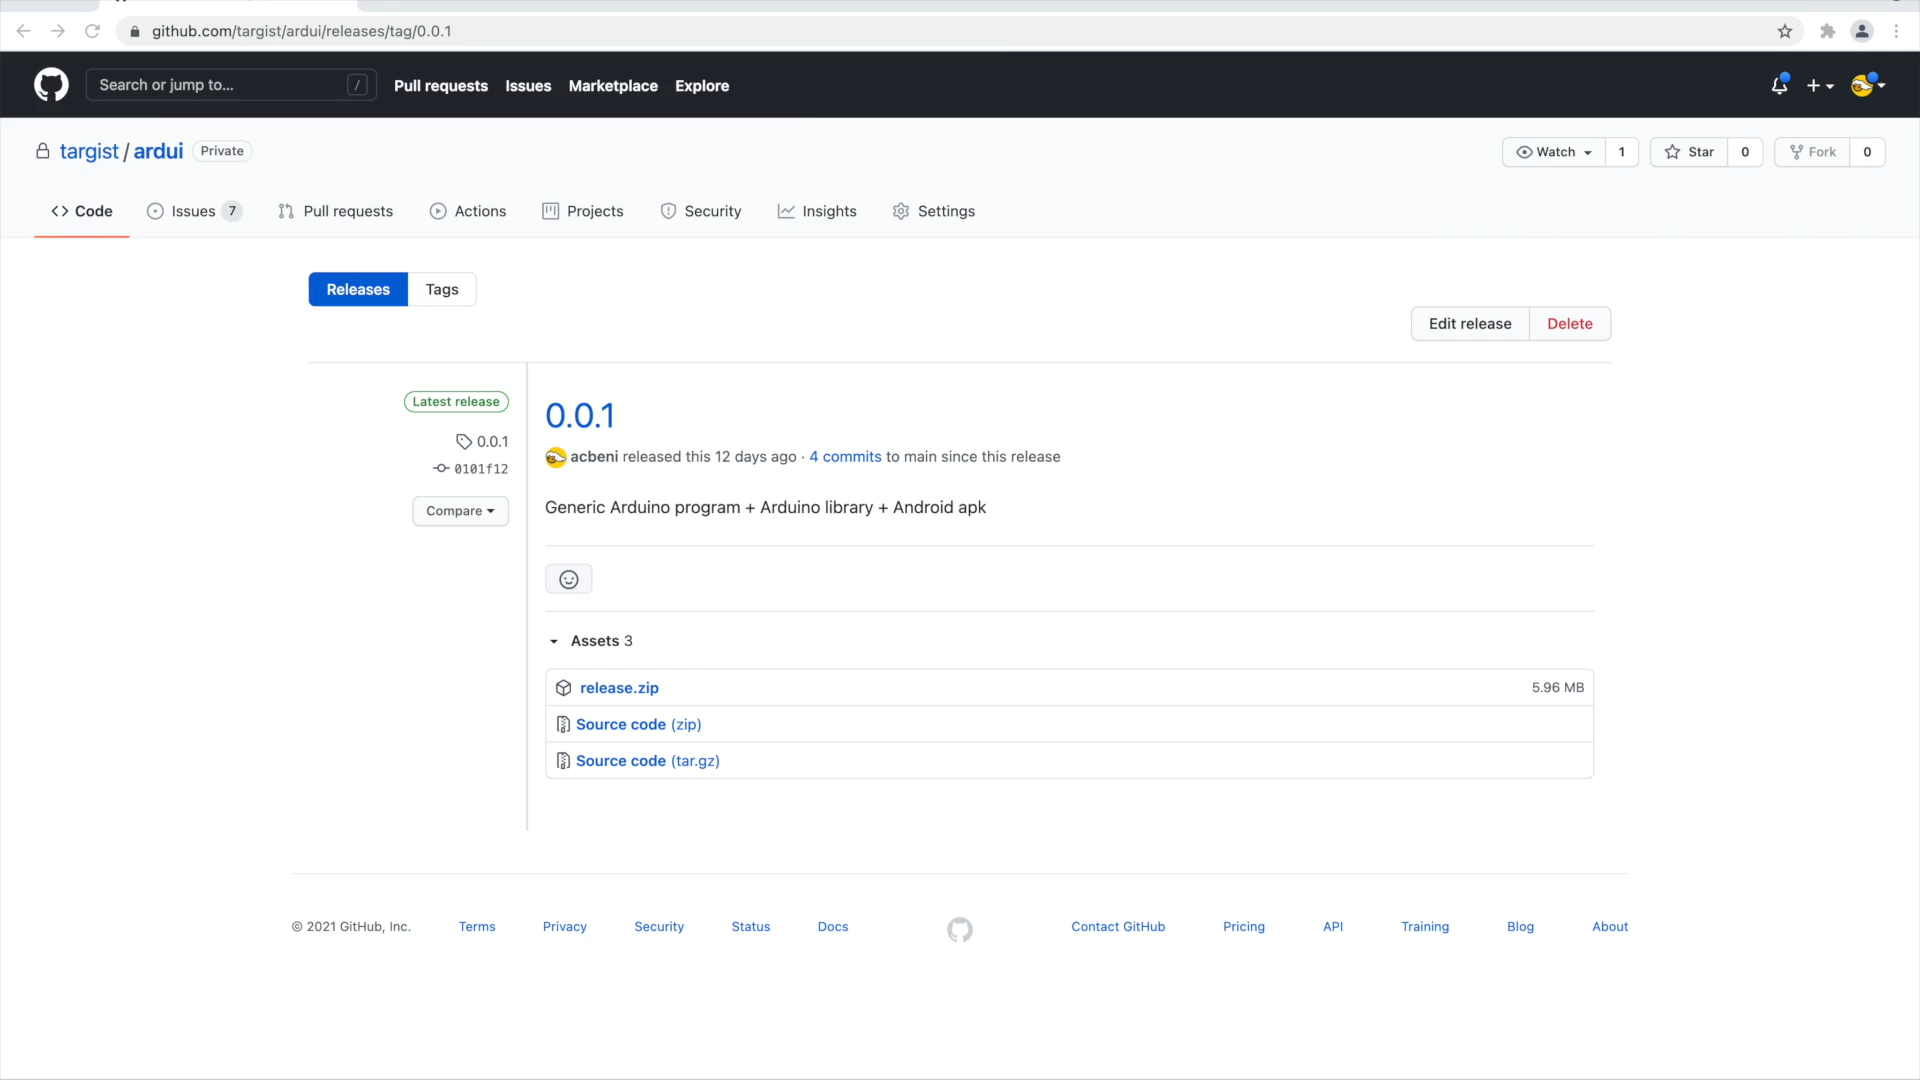 github.com/targist/ardui/releases/tag/0.0.1
Search or jump to... / Pull requests Issues Marketplace Explore
targist / ardui Private Watch 1 Star 0 Fork 0
Code Issues 7 Pull requests Actions Projects Security Insights Settings
Releases Tags
Edit release Delete
Latest release
0.0.1
0.0.1
0101f12
Compare
acbeni released this 12 days ago · 4 commits to main since this release
Generic Arduino program + Arduino library + Android apk
Assets 3
release.zip 5.96 MB
Source code (zip)
Source code (tar.gz)
© 2021 GitHub, Inc. Terms Privacy Security Status Docs Contact GitHub Pricing API Training Blog About